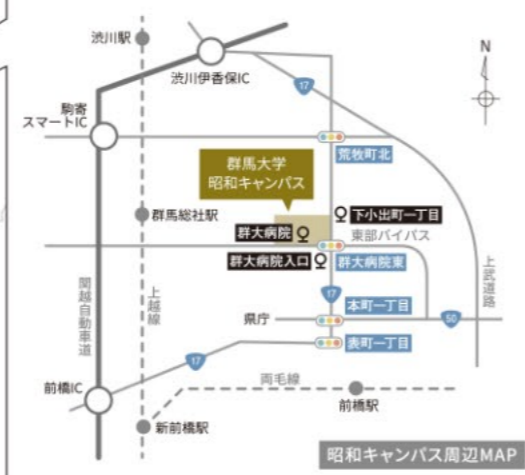 渋川駅
N
渋川伊香保IC
17
駒寄
スマートIC
荒牧町北
群馬大学
昭和キャンパス
群馬総社駅
下小出町一丁目
群大病院
東部バイパス
群大病院入口
群大病院東
上武道路
関越自動車道
上越線
17
本町一丁目
県庁
50
表町一丁目
17
両毛線
前橋IC
前橋駅
新前橋駅
昭和キャンパス周辺MAP